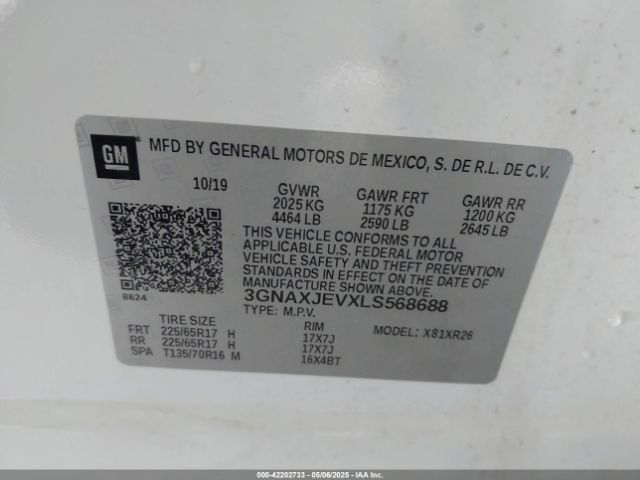 GM
MFD BY GENERAL MOTORS DE MEXICO, S. DE R.L. DE C.V.
10/19 GVWR GAWR FRT GAWR RR
2025 KG 1175 KG 1200 KG
4464 LB 2590 LB 2645 LB
THIS VEHICLE CONFORMS TO ALL
APPLICABLE U.S. FEDERAL MOTOR
VEHICLE SAFETY AND THEFT PREVENTION
STANDARDS IN EFFECT ON THE DATE OF
MANUFACTURE SHOWN ABOVE.
8624 3GNAXJEVXLS568688
TYPE: M.P.V.
TIRE SIZE RIM MODEL: X81XR26
FRT 225/65R17 H 17X7J
RR 225/65R17 H 17X7J
SPA T135/70R16 M 16X4BT
000-42202733 - 05/06/2025 - IAAI.COM